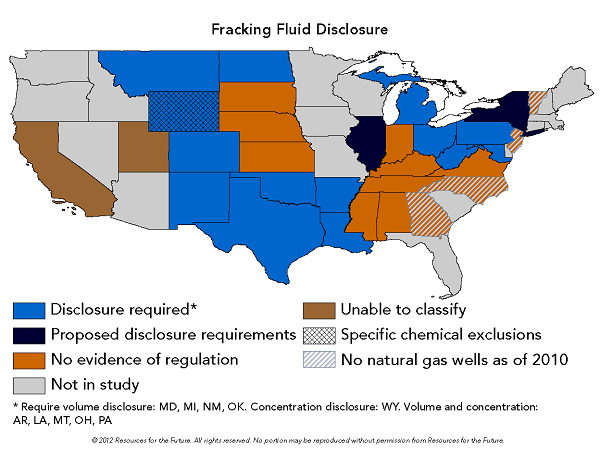 Fracking Fluid Disclosure
Disclosure required*
Unable to classify
Proposed disclosure requirements
Specific chemical exclusions
No evidence of regulation
No natural gas wells as of 2010
Not in study
* Require volume disclosure: MD, MI, NM, OK. Concentration disclosure: WY. Volume and concentration:
AR, LA, MT, OH, PA
© 2012 Resources for the Future. All rights reserved. No portion may be reproduced without permission from Resources for the Future.